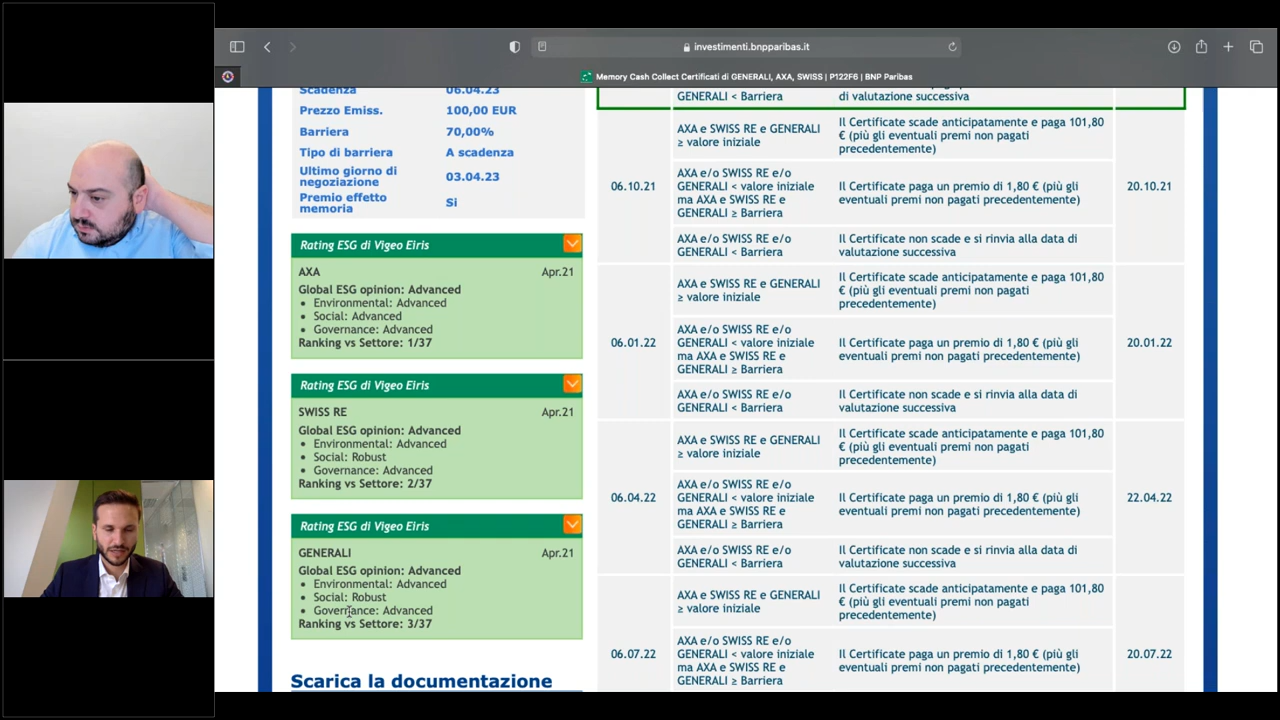 investimenti.bnpparibas.it
Memory Cash Collect Certificati di GENERALI, AXA, SWISS | P122F6 | BNP Paribas
Scadenza 06.04.23
Prezzo Emiss. 100,00 EUR
Barriera 70,00%
Tipo di barriera A scadenza
Ultimo giorno di
negoziazione 03.04.23
Premio effetto
memoria Si
Rating ESG di Vigeo Eiris
AXA Apr.21
Global ESG opinion: Advanced
• Environmental: Advanced
• Social: Advanced
• Governance: Advanced
Ranking vs Settore: 1/37
Rating ESG di Vigeo Eiris
SWISS RE Apr.21
Global ESG opinion: Advanced
• Environmental: Advanced
• Social: Robust
• Governance: Advanced
Ranking vs Settore: 2/37
Rating ESG di Vigeo Eiris
GENERALI Apr.21
Global ESG opinion: Advanced
• Environmental: Advanced
• Social: Robust
• Governance: Advanced
Ranking vs Settore: 3/37
Scarica la documentazione
GENERALI < Barriera
di valutazione successiva
06.10.21
AXA e SWISS RE e GENERALI
≥ valore iniziale
Il Certificate scade anticipatamente e paga 101,80
€ (più gli eventuali premi non pagati
precedentemente)
AXA e/o SWISS RE e/o
GENERALI < valore iniziale
ma AXA e SWISS RE e
GENERALI ≥ Barriera
Il Certificate paga un premio di 1,80 € (più gli
eventuali premi non pagati precedentemente)
AXA e/o SWISS RE e/o
GENERALI < Barriera
Il Certificate non scade e si rinvia alla data di
valutazione successiva
20.10.21
06.01.22
AXA e SWISS RE e GENERALI
≥ valore iniziale
Il Certificate scade anticipatamente e paga 101,80
€ (più gli eventuali premi non pagati
precedentemente)
AXA e/o SWISS RE e/o
GENERALI < valore iniziale
ma AXA e SWISS RE e
GENERALI ≥ Barriera
Il Certificate paga un premio di 1,80 € (più gli
eventuali premi non pagati precedentemente)
AXA e/o SWISS RE e/o
GENERALI < Barriera
Il Certificate non scade e si rinvia alla data di
valutazione successiva
20.01.22
06.04.22
AXA e SWISS RE e GENERALI
≥ valore iniziale
Il Certificate scade anticipatamente e paga 101,80
€ (più gli eventuali premi non pagati
precedentemente)
AXA e/o SWISS RE e/o
GENERALI < valore iniziale
ma AXA e SWISS RE e
GENERALI ≥ Barriera
Il Certificate paga un premio di 1,80 € (più gli
eventuali premi non pagati precedentemente)
AXA e/o SWISS RE e/o
GENERALI < Barriera
Il Certificate non scade e si rinvia alla data di
valutazione successiva
22.04.22
06.07.22
AXA e SWISS RE e GENERALI
≥ valore iniziale
Il Certificate scade anticipatamente e paga 101,80
€ (più gli eventuali premi non pagati
precedentemente)
AXA e/o SWISS RE e/o
GENERALI < valore iniziale
ma AXA e SWISS RE e
GENERALI ≥ Barriera
Il Certificate paga un premio di 1,80 € (più gli
eventuali premi non pagati precedentemente)
20.07.22